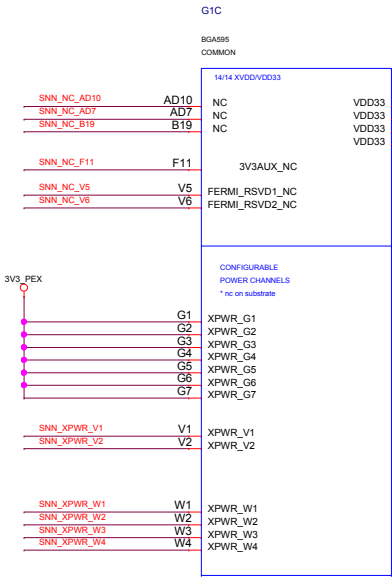 G1C
BGA595
COMMON
14/14 XVDD/VDD33
SNN_NC_AD10 AD10 NC VDD33
SNN_NC_AD7 AD7 NC VDD33
SNN_NC_B19 B19 NC VDD33
VDD33
SNN_NC_F11 F11 3V3AUX_NC
SNN_NC_V5 V5 FERMI_RSVD1_NC
SNN_NC_V6 V6 FERMI_RSVD2_NC
CONFIGURABLE
POWER CHANNELS
* nc on substrate
3V3_PEX
G1 XPWR_G1
G2 XPWR_G2
G3 XPWR_G3
G4 XPWR_G4
G5 XPWR_G5
G6 XPWR_G6
G7 XPWR_G7
SNN_XPWR_V1 V1 XPWR_V1
SNN_XPWR_V2 V2 XPWR_V2
SNN_XPWR_W1 W1 XPWR_W1
SNN_XPWR_W2 W2 XPWR_W2
SNN_XPWR_W3 W3 XPWR_W3
SNN_XPWR_W4 W4 XPWR_W4